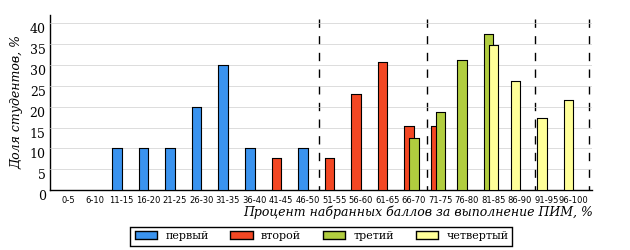 Доля студентов, %
40
35
30
25
20
15
10
5
0
0-5 6-10 11-15 16-20 21-25 26-30 31-35 36-40 41-45 46-50 51-55 56-60 61-65 66-70 71-75 76-80 81-85 86-90 91-95 96-100
Процент набранных баллов за выполнение ПИМ, %
первый второй третий четвертый